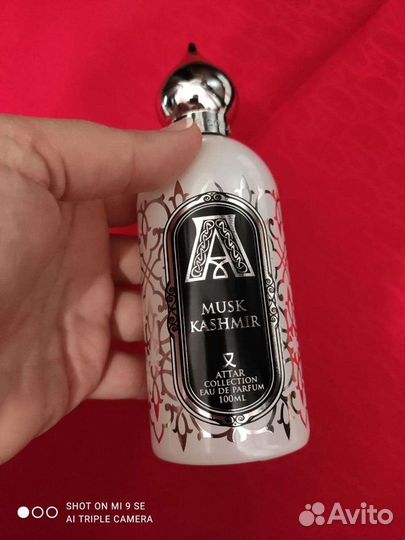 A
MUSK
KASHMIR
ATTAR
COLLECTION
EAU DE PARFUM
100ML
SHOT ON MI 9 SE
AI TRIPLE CAMERA
Avito